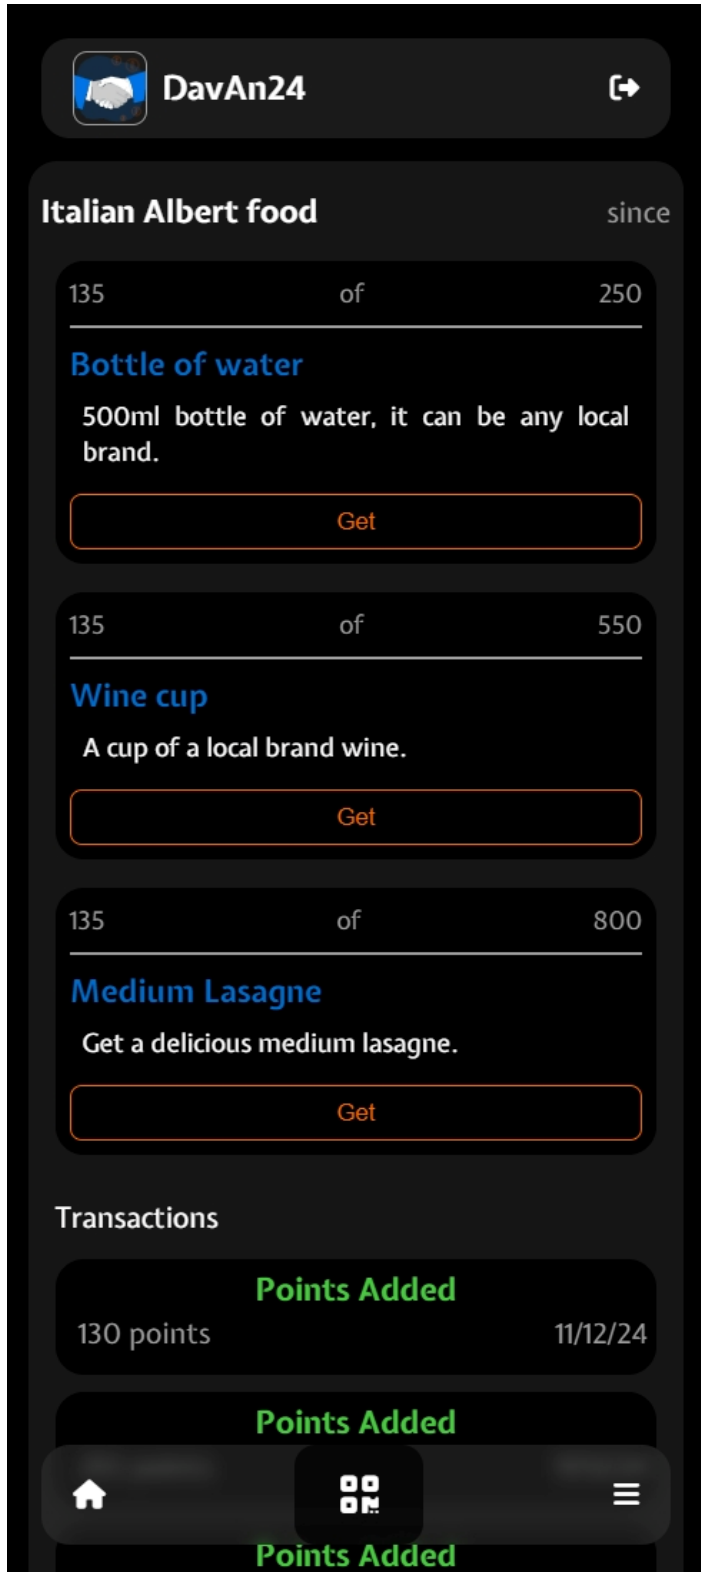 DavAn24
Italian Albert food since
135 of 250
Bottle of water
500ml bottle of water, it can be any local
brand.
Get
135 of 550
Wine cup
A cup of a local brand wine.
Get
135 of 800
Medium Lasagne
Get a delicious medium lasagne.
Get
Transactions
Points Added
130 points 11/12/24
Points Added
Points Added